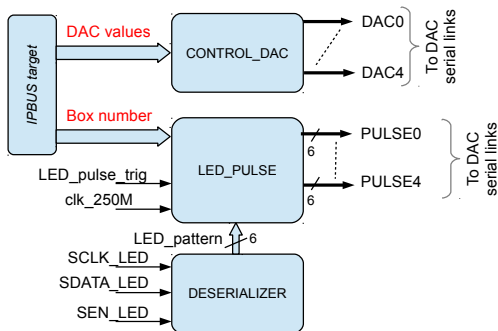 IPBUS target
DAC values
CONTROL_DAC
DAC0
DAC4
To DAC
serial links
Box number
LED_PULSE
LED_pulse_trig
clk_250M
6
PULSE0
6
PULSE4
To DAC
serial links
LED_pattern
6
SCLK_LED
SDATA_LED
SEN_LED
DESERIALIZER